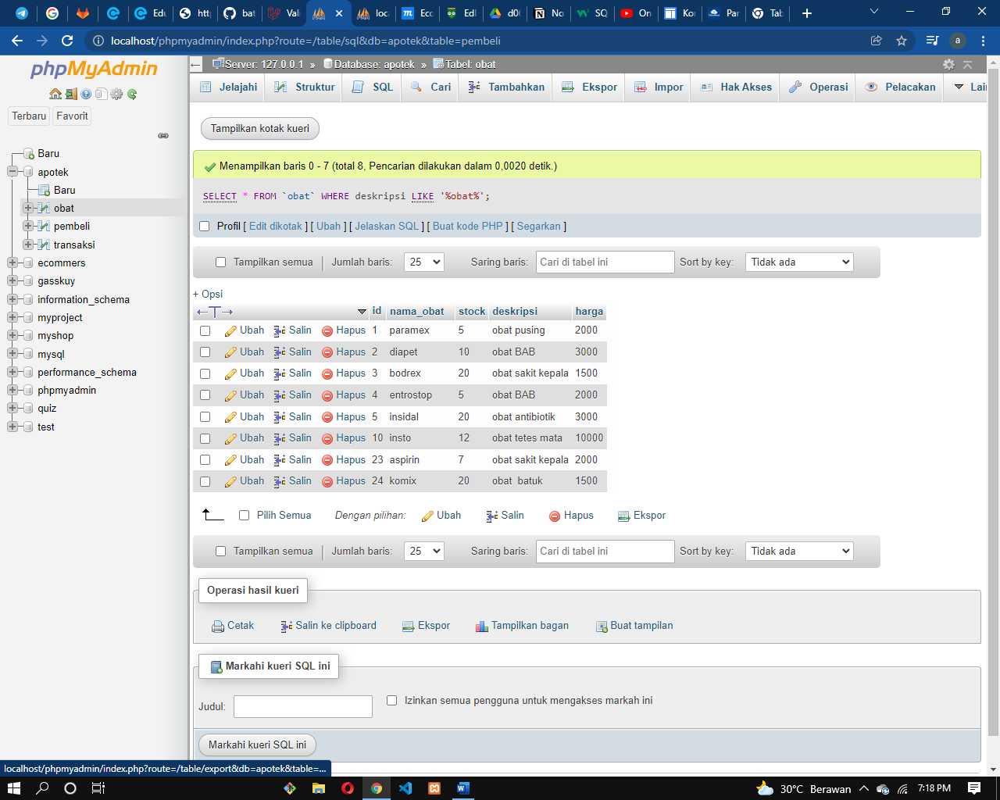 Edu
http
bat
Vali
loca
Ecc
Edl
d00
No
SQ
On
Kor
Par
Tab
localhost/phpmyadmin/index.php?route=/table/sql&db=apotek&table=pembeli
a
phpMyAdmin
Terbaru
Favorit
Baru
apotek
Baru
obat
pembeli
transaksi
ecommers
gasskuy
information_schema
myproject
myshop
mysql
performance_schema
phpmyadmin
quiz
test
Server: 127.0.0.1 » Database: apotek » Tabel: obat
Jelajahi Struktur SQL Cari Tambahkan Ekspor Impor Hak Akses Operasi Pelacakan Lai
Tampilkan kotak kueri
Menampilkan baris 0 - 7 (total 8, Pencarian dilakukan dalam 0,0020 detik.)
SELECT * FROM `obat` WHERE deskripsi LIKE '%obat%';
Profil [ Edit dikotak ] [ Ubah ] [ Jelaskan SQL ] [ Buat kode PHP ] [ Segarkan ]
Tampilkan semua Jumlah baris: 25 Saring baris: Cari di tabel ini Sort by key: Tidak ada
+ Opsi
id nama_obat stock deskripsi harga
Ubah Salin Hapus 1 paramex 5 obat pusing 2000
Ubah Salin Hapus 2 diapet 10 obat BAB 3000
Ubah Salin Hapus 3 bodrex 20 obat sakit kepala 1500
Ubah Salin Hapus 4 entrostop 5 obat BAB 2000
Ubah Salin Hapus 5 insidal 20 obat antibiotik 3000
Ubah Salin Hapus 10 insto 12 obat tetes mata 10000
Ubah Salin Hapus 23 aspirin 7 obat sakit kepala 2000
Ubah Salin Hapus 24 komix 20 obat  batuk 1500
Pilih Semua Dengan pilihan: Ubah Salin Hapus Ekspor
Tampilkan semua Jumlah baris: 25 Saring baris: Cari di tabel ini Sort by key: Tidak ada
Operasi hasil kueri
Cetak Salin ke clipboard Ekspor Tampilkan bagan Buat tampilan
Markahi kueri SQL ini
Judul: Izinkan semua pengguna untuk mengakses markah ini
Markahi kueri SQL ini
localhost/phpmyadmin/index.php?route=/table/export&db=apotek&table=...
30°C Berawan 7:18 PM